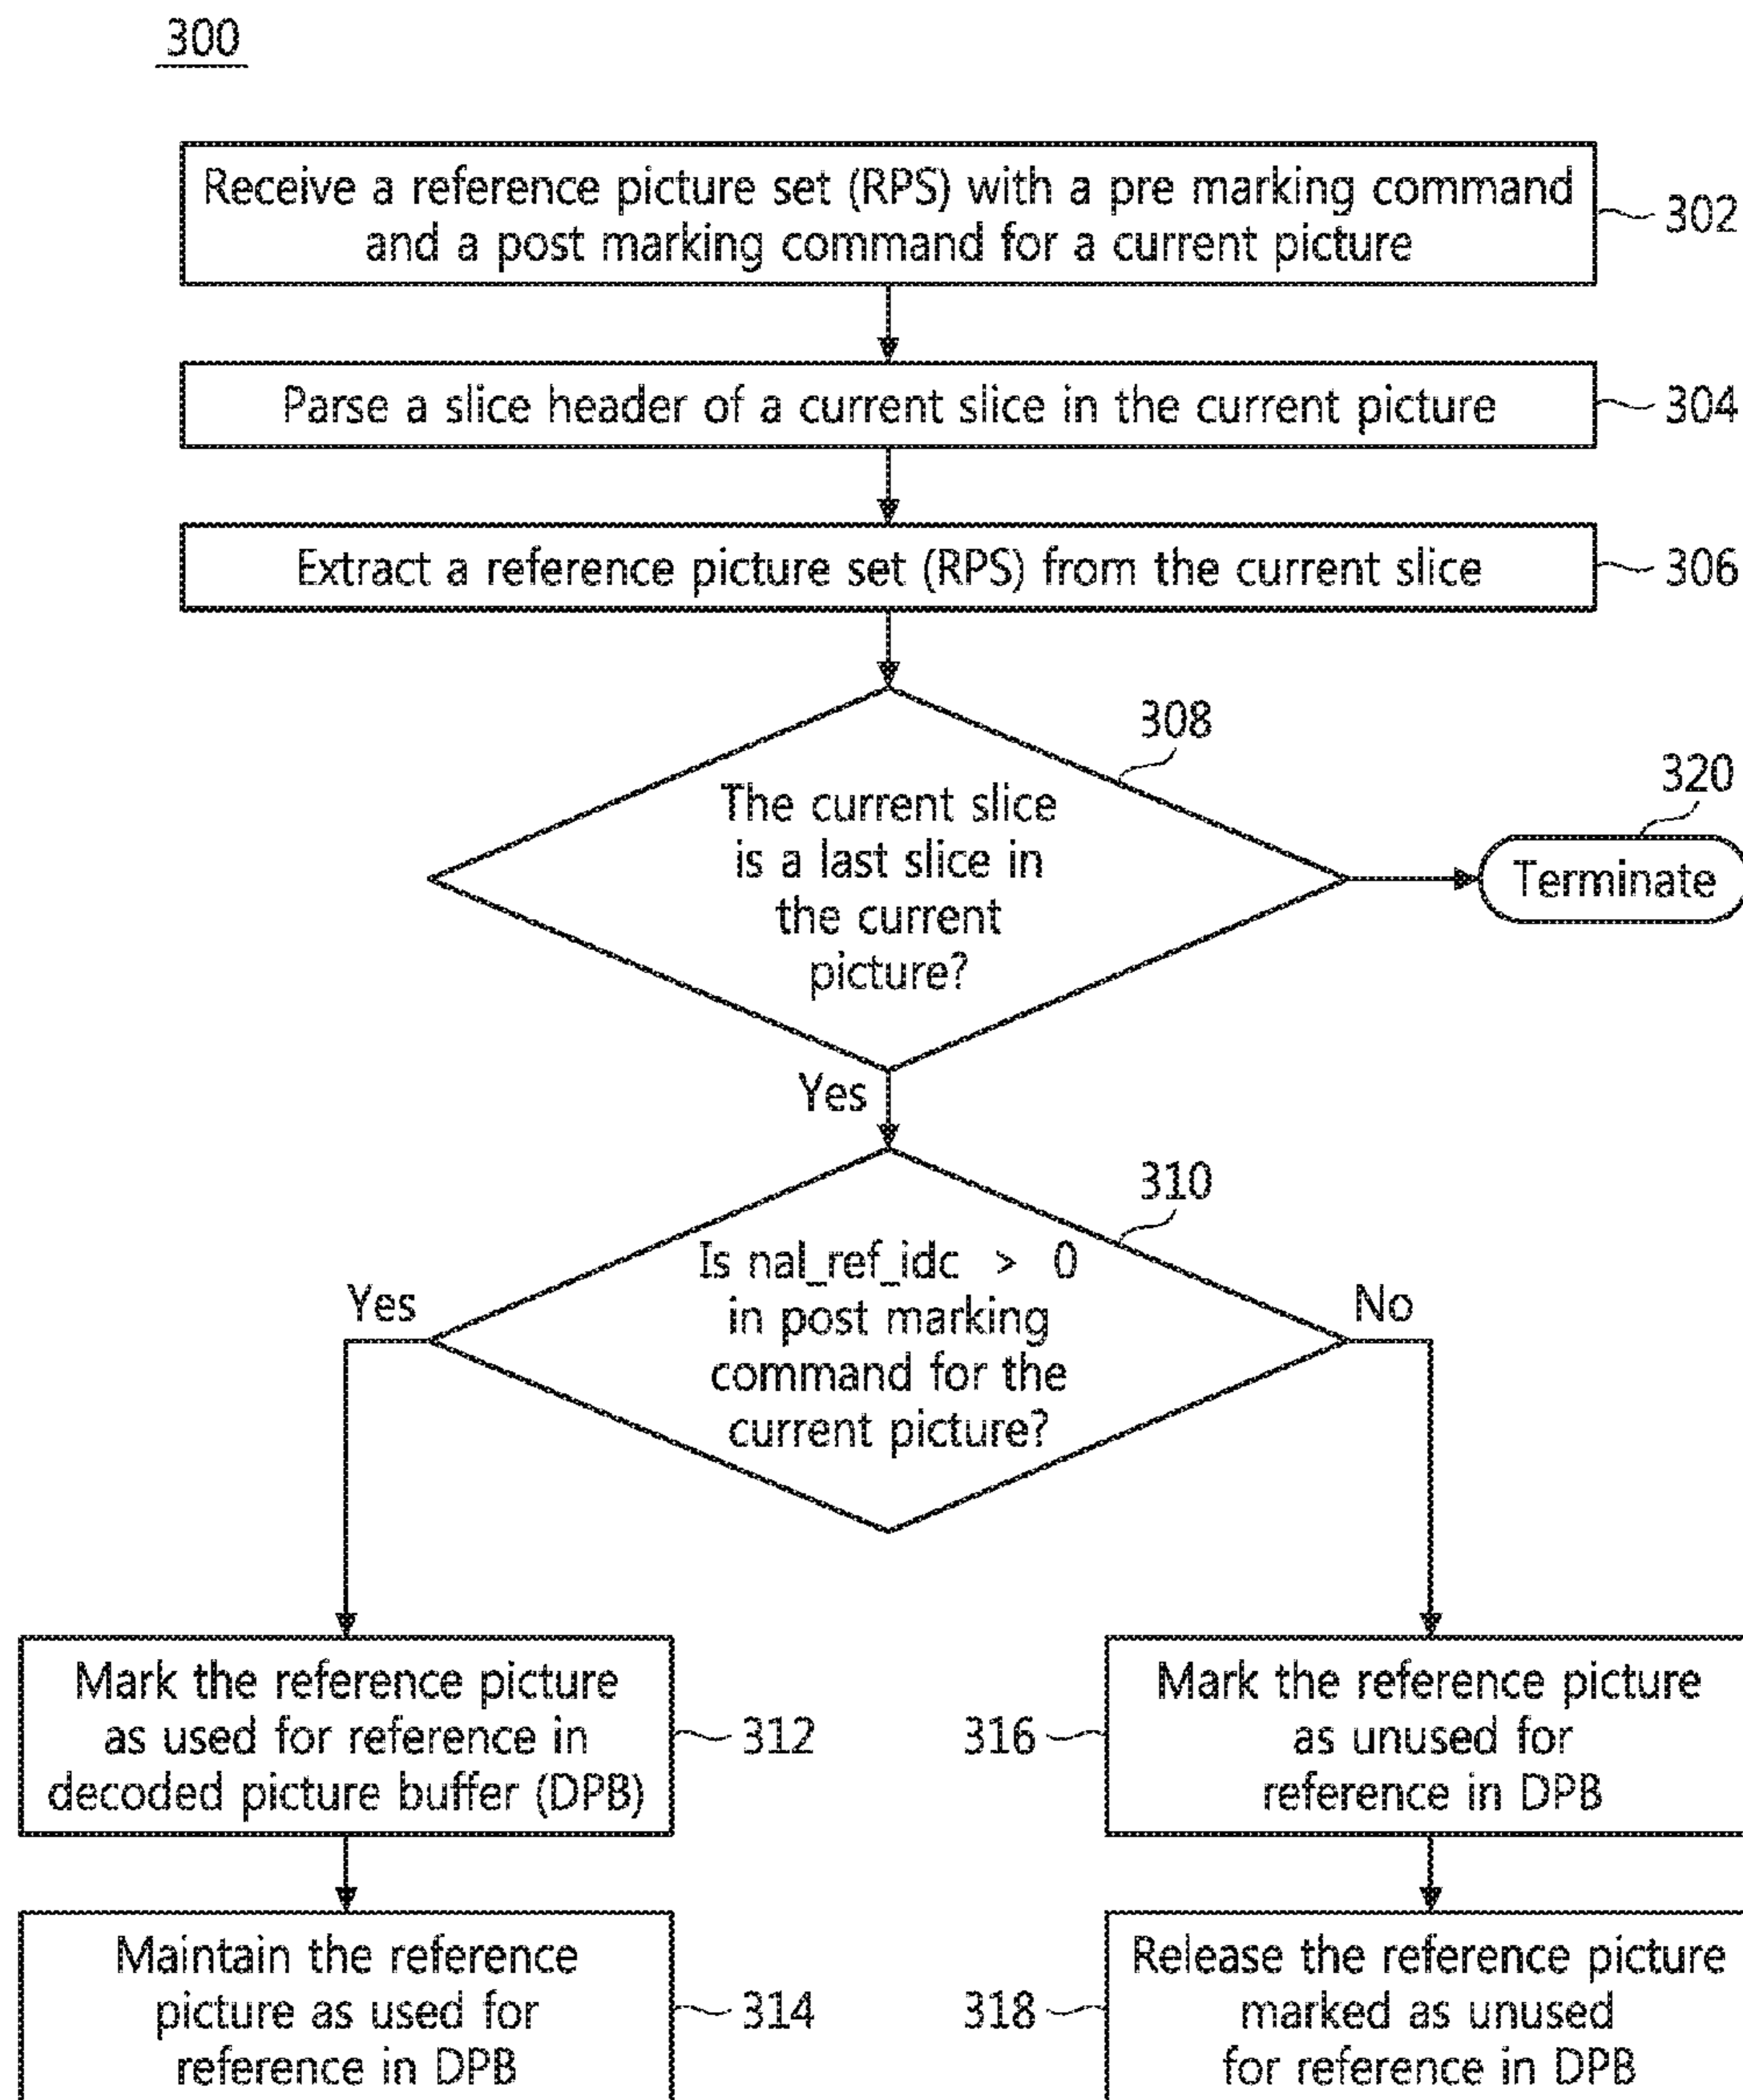 300
Receive a reference picture set (RPS) with a pre marking command
and a post marking command for a current picture
302
Parse a slice header of a current slice in the current picture
304
Extract a reference picture set (RPS) from the current slice
306
308
The current slice
is a last slice in
the current
picture?
320
Terminate
Yes
310
Is nal_ref_idc > 0
in post marking
command for the
current picture?
Yes
No
Mark the reference picture
as used for reference in
decoded picture buffer (DPB)
312
316
Mark the reference picture
as unused for
reference in DPB
Maintain the reference
picture as used for
reference in DPB
314
318
Release the reference picture
marked as unused
for reference in DPB